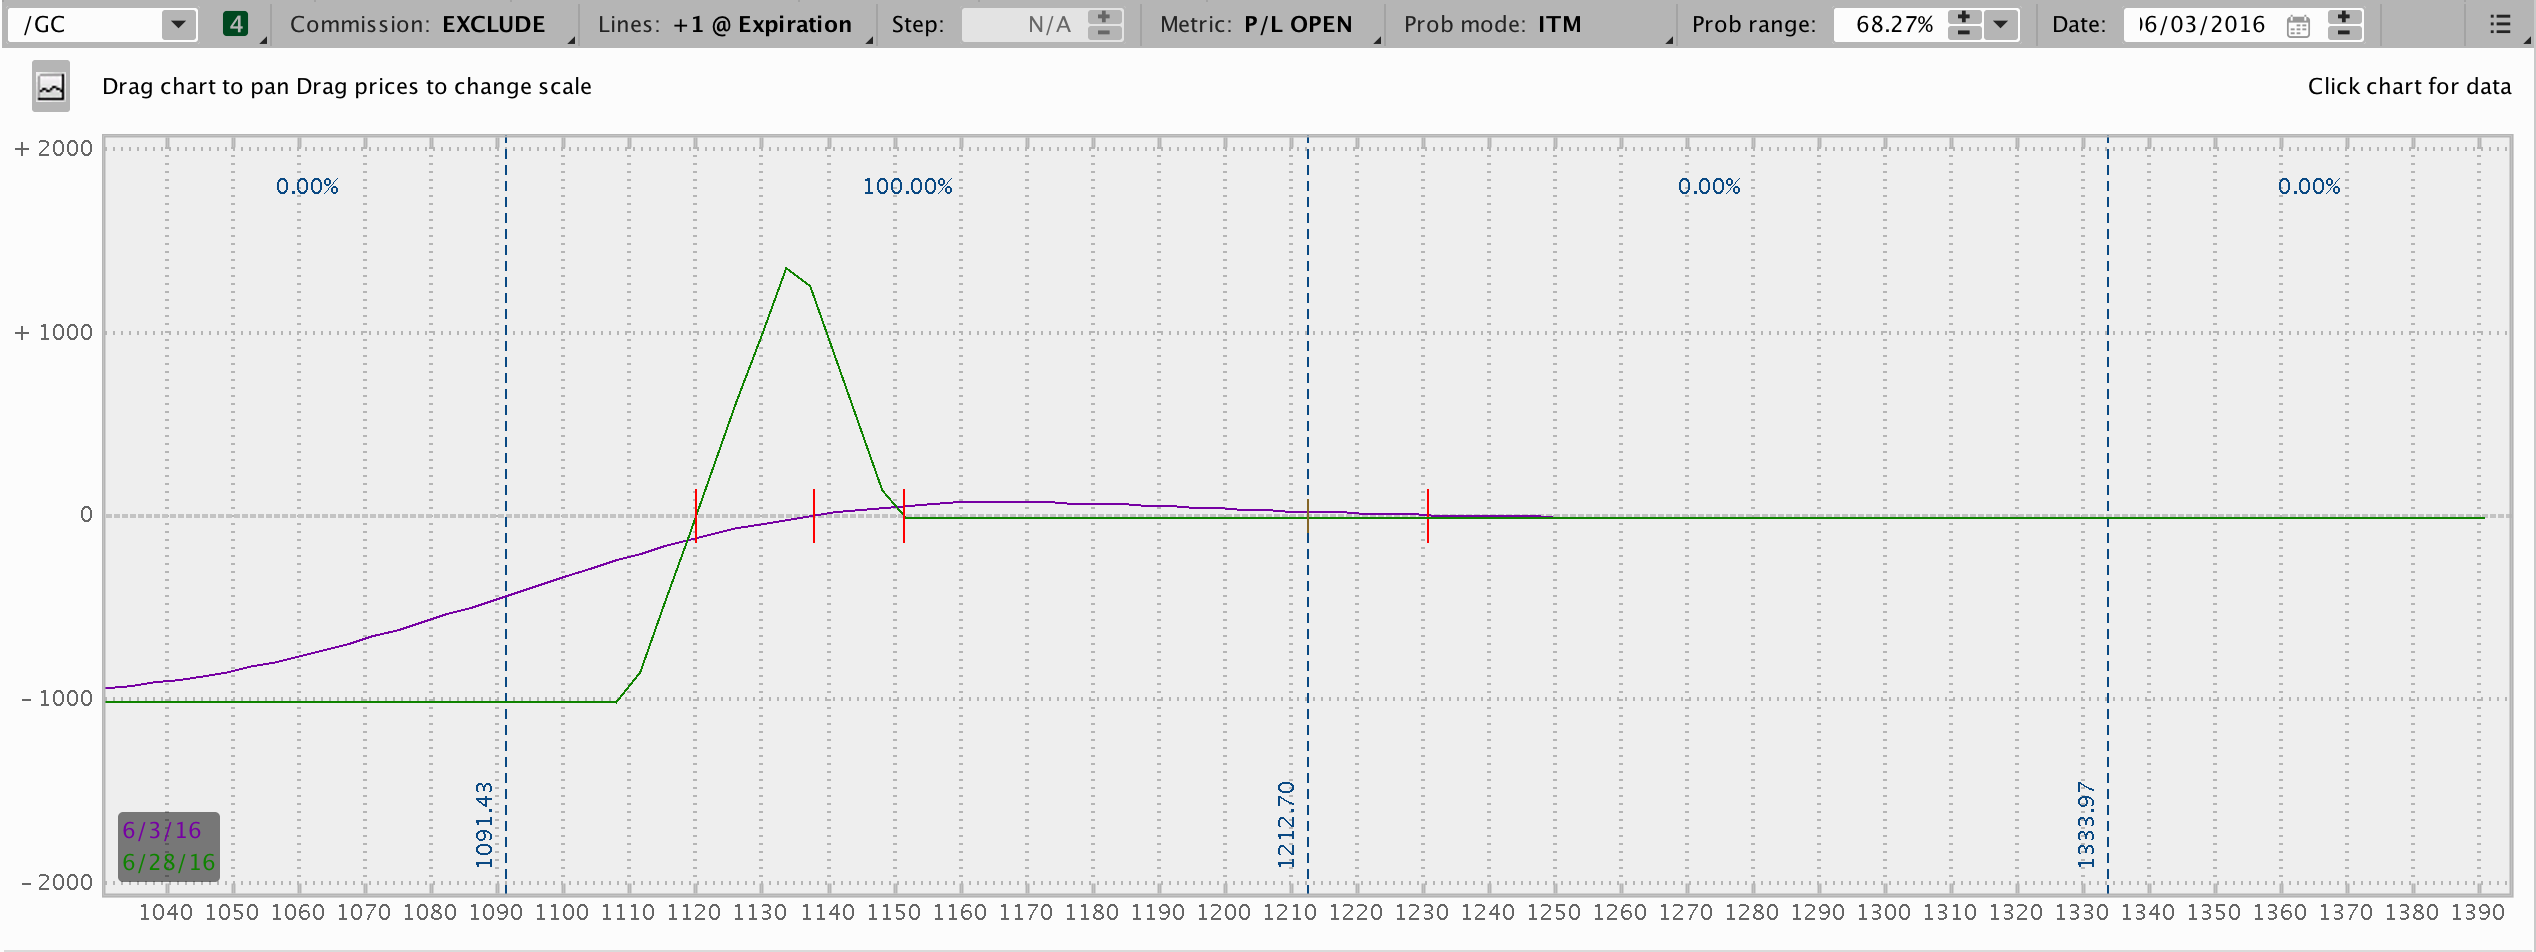 /GC 4 Commission: EXCLUDE Lines: +1 @ Expiration Step: N/A Metric: P/L OPEN Prob mode: ITM Prob range: 68.27% Date: 06/03/2016
Drag chart to pan Drag prices to change scale Click chart for data
+ 2000
0.00% 100.00% 0.00% 0.00%
+ 1000
0
- 1000
1091.43 1212.70 1333.97
6/3/16
6/28/16
- 2000
1040 1050 1060 1070 1080 1090 1100 1110 1120 1130 1140 1150 1160 1170 1180 1190 1200 1210 1220 1230 1240 1250 1260 1270 1280 1290 1300 1310 1320 1330 1340 1350 1360 1370 1380 1390